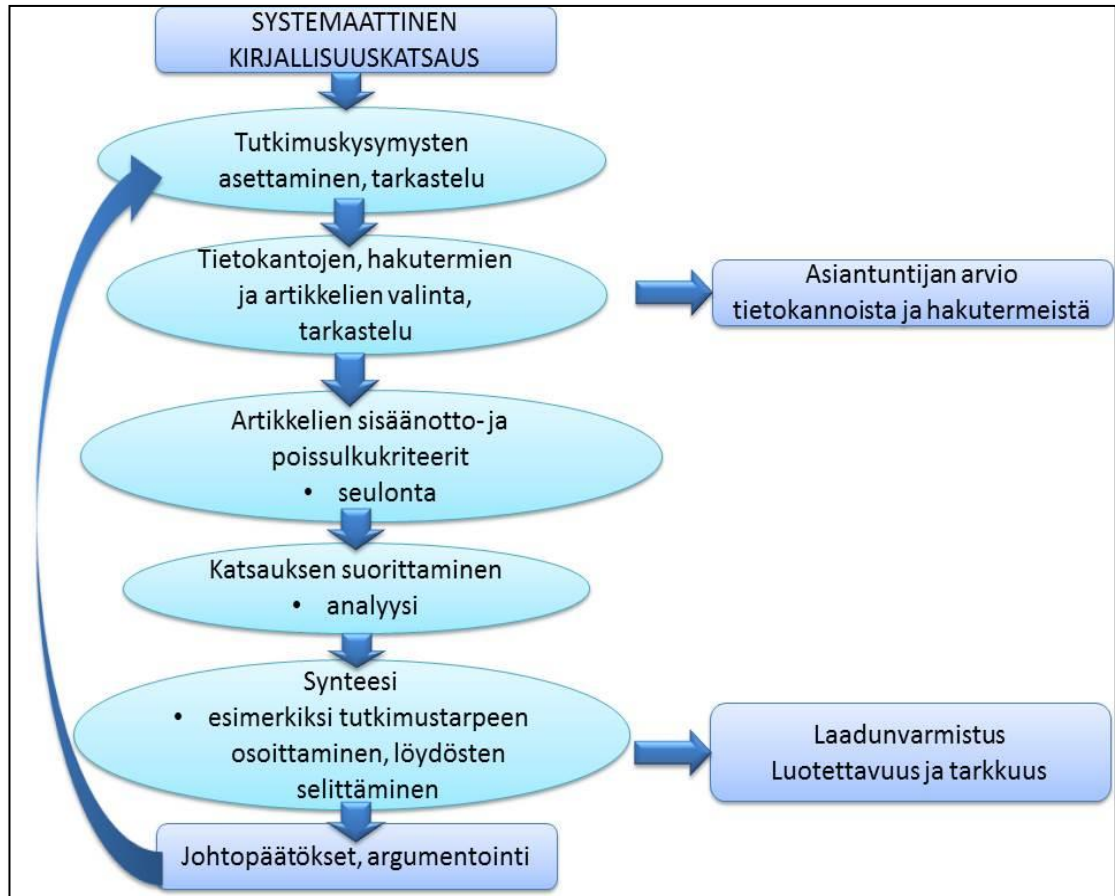 SYSTEMAATTINEN
KIRJALLISUUSKATSAUS
Tutkimuskysymysten
asettaminen, tarkastelu
Tietokantojen, hakutermien
ja artikkelien valinta,
tarkastelu
Asiantuntijan arvio
tietokannoista ja hakutermeistä
Artikkelien sisäänotto- ja
poissulkukriteerit
• seulonta
Katsauksen suorittaminen
• analyysi
Synteesi
• esimerkiksi tutkimustarpeen
osoittaminen, löydösten
selittäminen
Laadunvarmistus
Luotettavuus ja tarkkuus
Johtopäätökset, argumentointi